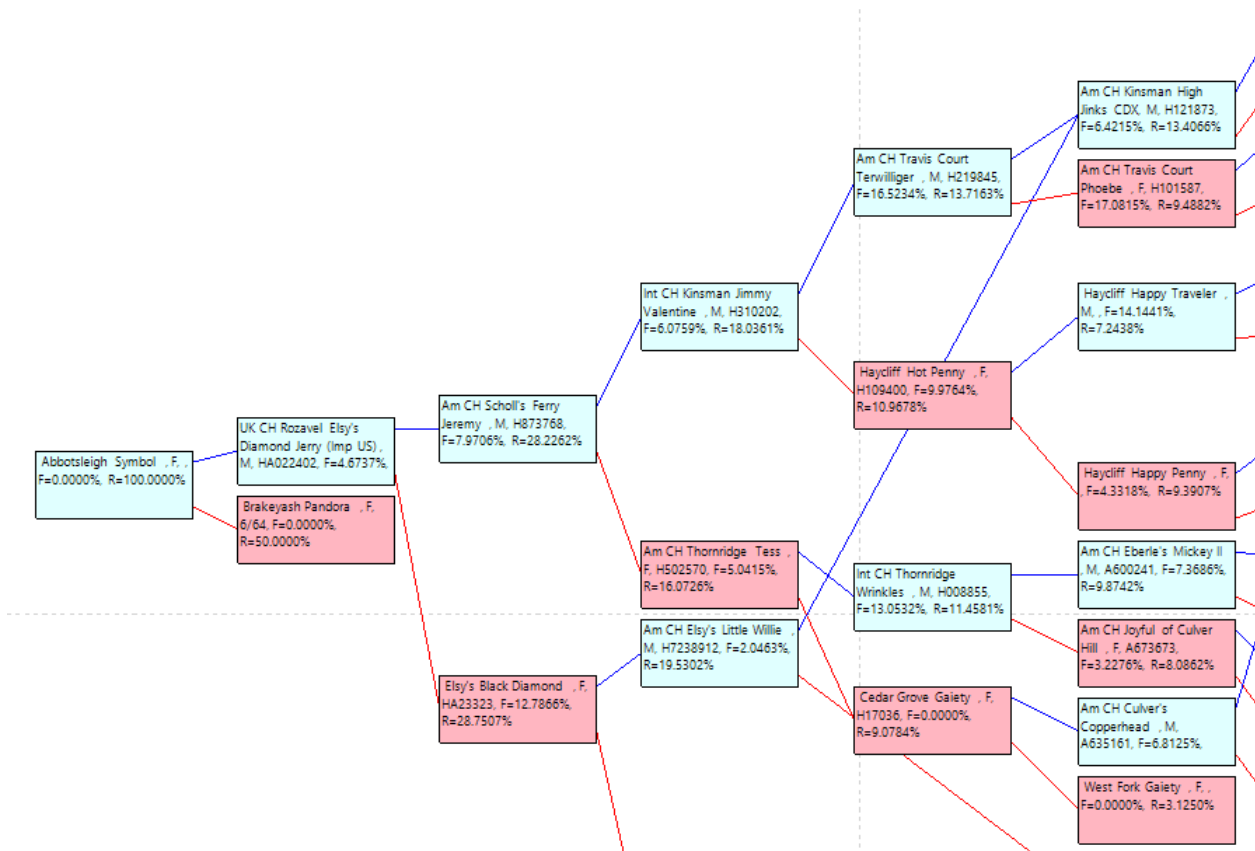 Abbotsleigh Symbol , F, ,
F=0.0000%, R=100.0000%
UK CH Rozavel Elsy's
Diamond Jerry (Imp US) ,
M, HA022402, F=4.6737%,
Brakeyash Pandora , F,
6/64, F=0.0000%,
R=50.0000%
Am CH Scholl's Ferry
Jeremy , M, H873768,
F=7.9706%, R=28.2262%
Elsy's Black Diamond , F,
HA23323, F=12.7866%,
R=28.7507%
Int CH Kinsman Jimmy
Valentine , M, H310202,
F=6.0759%, R=18.0361%
Am CH Thornridge Tess ,
F, H502570, F=5.0415%,
R=16.0726%
Am CH Elsy's Little Willie ,
M, H7238912, F=2.0463%,
R=19.5302%
Am CH Travis Court
Terwilliger , M, H219845,
F=16.5234%, R=13.7163%
Haycliff Hot Penny , F,
H109400, F=9.9764%,
R=10.9678%
Int CH Thornridge
Wrinkles , M, H008855,
F=13.0532%, R=11.4581%
Cedar Grove Gaiety , F,
H17036, F=0.0000%,
R=9.0784%
Am CH Kinsman High
Jinks CDX, M, H121873,
F=6.4215%, R=13.4066%
Am CH Travis Court
Phoebe , F, H101587,
F=17.0815%, R=9.4882%
Haycliff Happy Traveler ,
M, , F=14.1441%,
R=7.2438%
Haycliff Happy Penny , F,
, F=4.3318%, R=9.3907%
Am CH Eberle's Mickey II
, M, A600241, F=7.3686%,
R=9.8742%
Am CH Joyful of Culver
Hill , F, A673673,
F=3.2276%, R=8.0862%
Am CH Culver's
Copperhead , M,
A635161, F=6.8125%,
West Fork Gaiety , F, ,
F=0.0000%, R=3.1250%